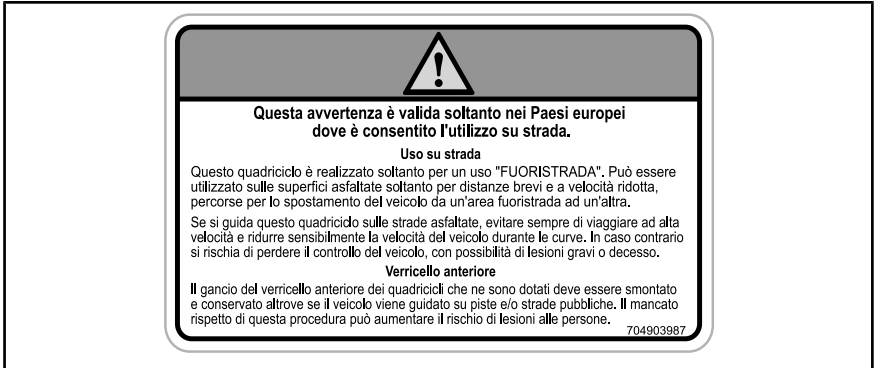 Questa avvertenza è valida soltanto nei Paesi europei
dove è consentito l'utilizzo su strada.
Uso su strada
Questo quadriciclo è realizzato soltanto per un uso "FUORISTRADA". Può essere
utilizzato sulle superfici asfaltate soltanto per distanze brevi e a velocità ridotta,
percorse per lo spostamento del veicolo da un'area fuoristrada ad un'altra.
Se si guida questo quadriciclo sulle strade asfaltate, evitare sempre di viaggiare ad alta
velocità e ridurre sensibilmente la velocità del veicolo durante le curve. In caso contrario
si rischia di perdere il controllo del veicolo, con possibilità di lesioni gravi o decesso.
Verricello anteriore
Il gancio del verricello anteriore dei quadricicli che ne sono dotati deve essere smontato
e conservato altrove se il veicolo viene guidato su piste e/o strade pubbliche. Il mancato
rispetto di questa procedura può aumentare il rischio di lesioni alle persone.
704903987